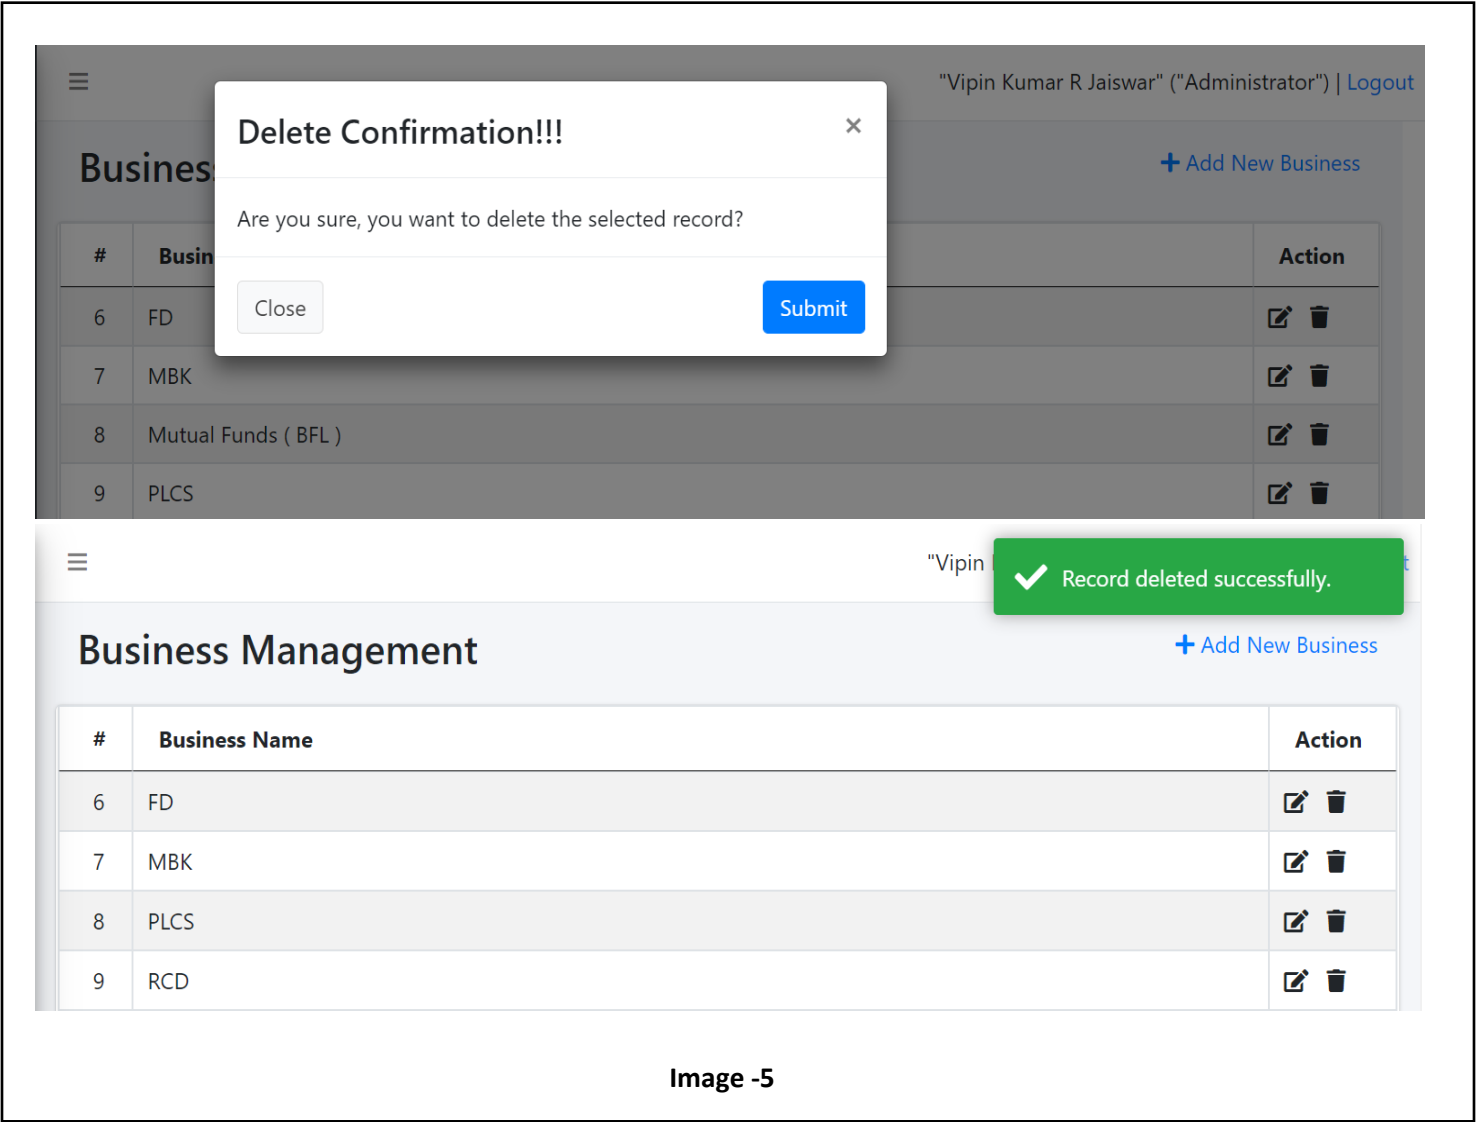 "Vipin Kumar R Jaiswar" ("Administrator") | Logout
Delete Confirmation!!!
×
Business
+ Add New Business
Are you sure, you want to delete the selected record?
# Busin Action
Close Submit
6 FD
7 MBK
8 Mutual Funds ( BFL )
9 PLCS
"Vipin
Record deleted successfully.
Business Management
+ Add New Business
# Business Name Action
6 FD
7 MBK
8 PLCS
9 RCD
Image -5